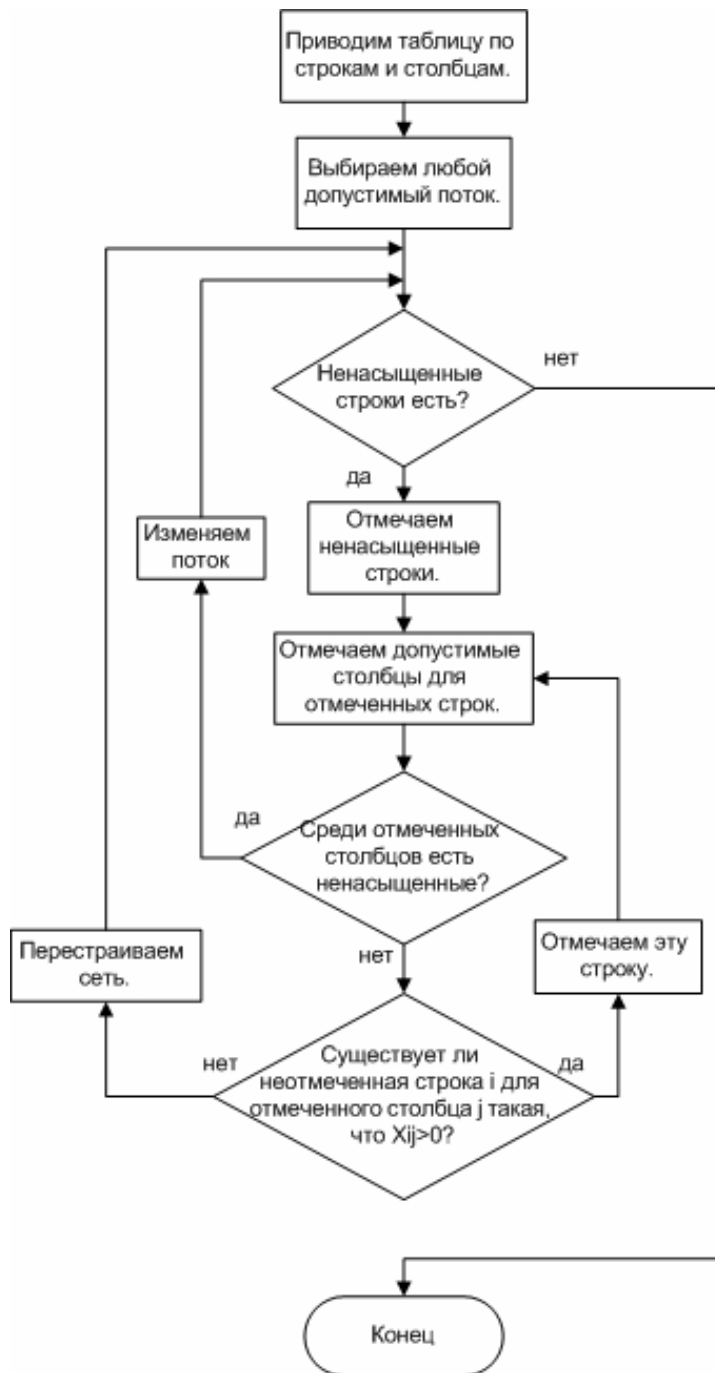 Приводим таблицу по
строкам и столбцам.
Выбираем любой
допустимый поток.
Ненасыщенные
строки есть?
нет
да
Изменяем
поток
Отмечаем
ненасыщенные
строки.
Отмечаем допустимые
столбцы для
отмеченных строк.
да
Среди отмеченных
столбцов есть
ненасыщенные?
нет
Перестраиваем
сеть.
Отмечаем эту
строку.
нет
Существует ли
неотмеченная строка i для
отмеченного столбца j такая,
что Xij>0?
да
Конец